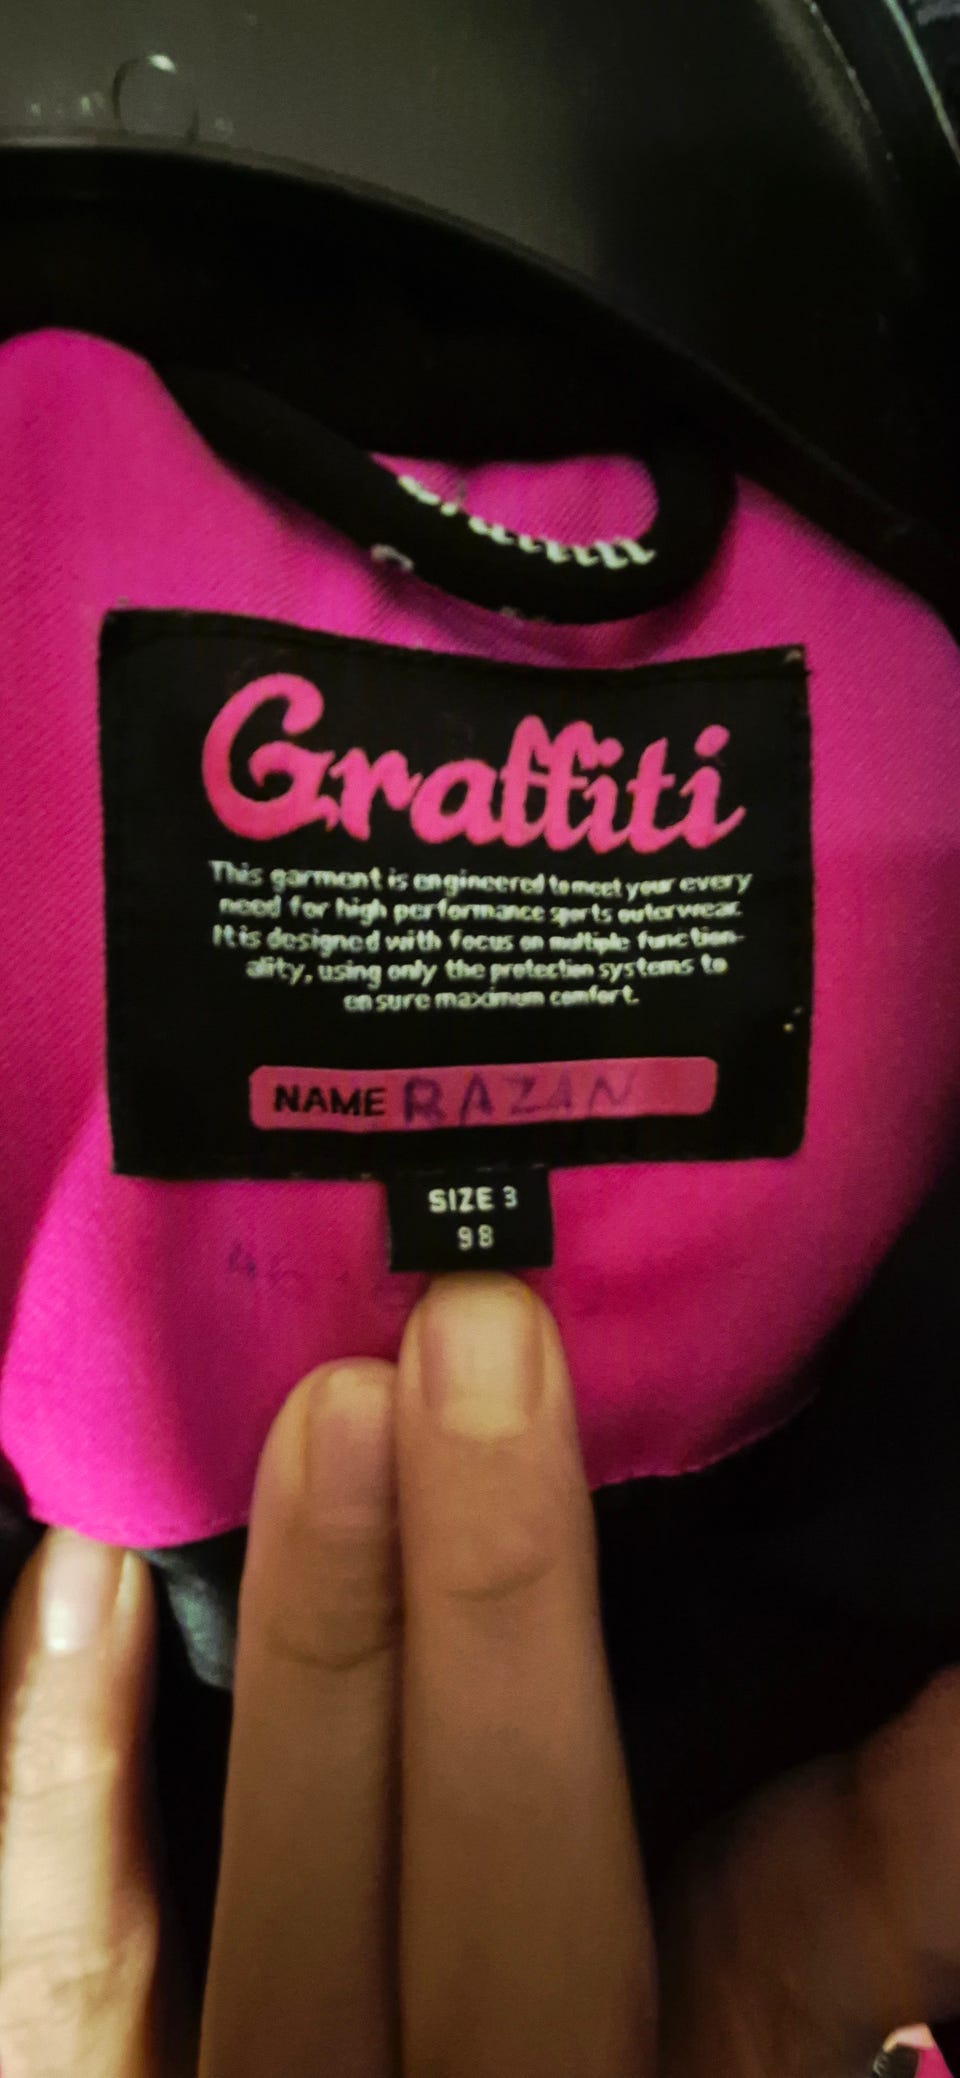 Graffiti
Graffiti
This garment is engineered to meet your every
need for high performance sports outerwear.
It is designed with focus on multiple function-
ality, using only the protection systems to
ensure maximum comfort.
NAME RAZAN
SIZE 3
98